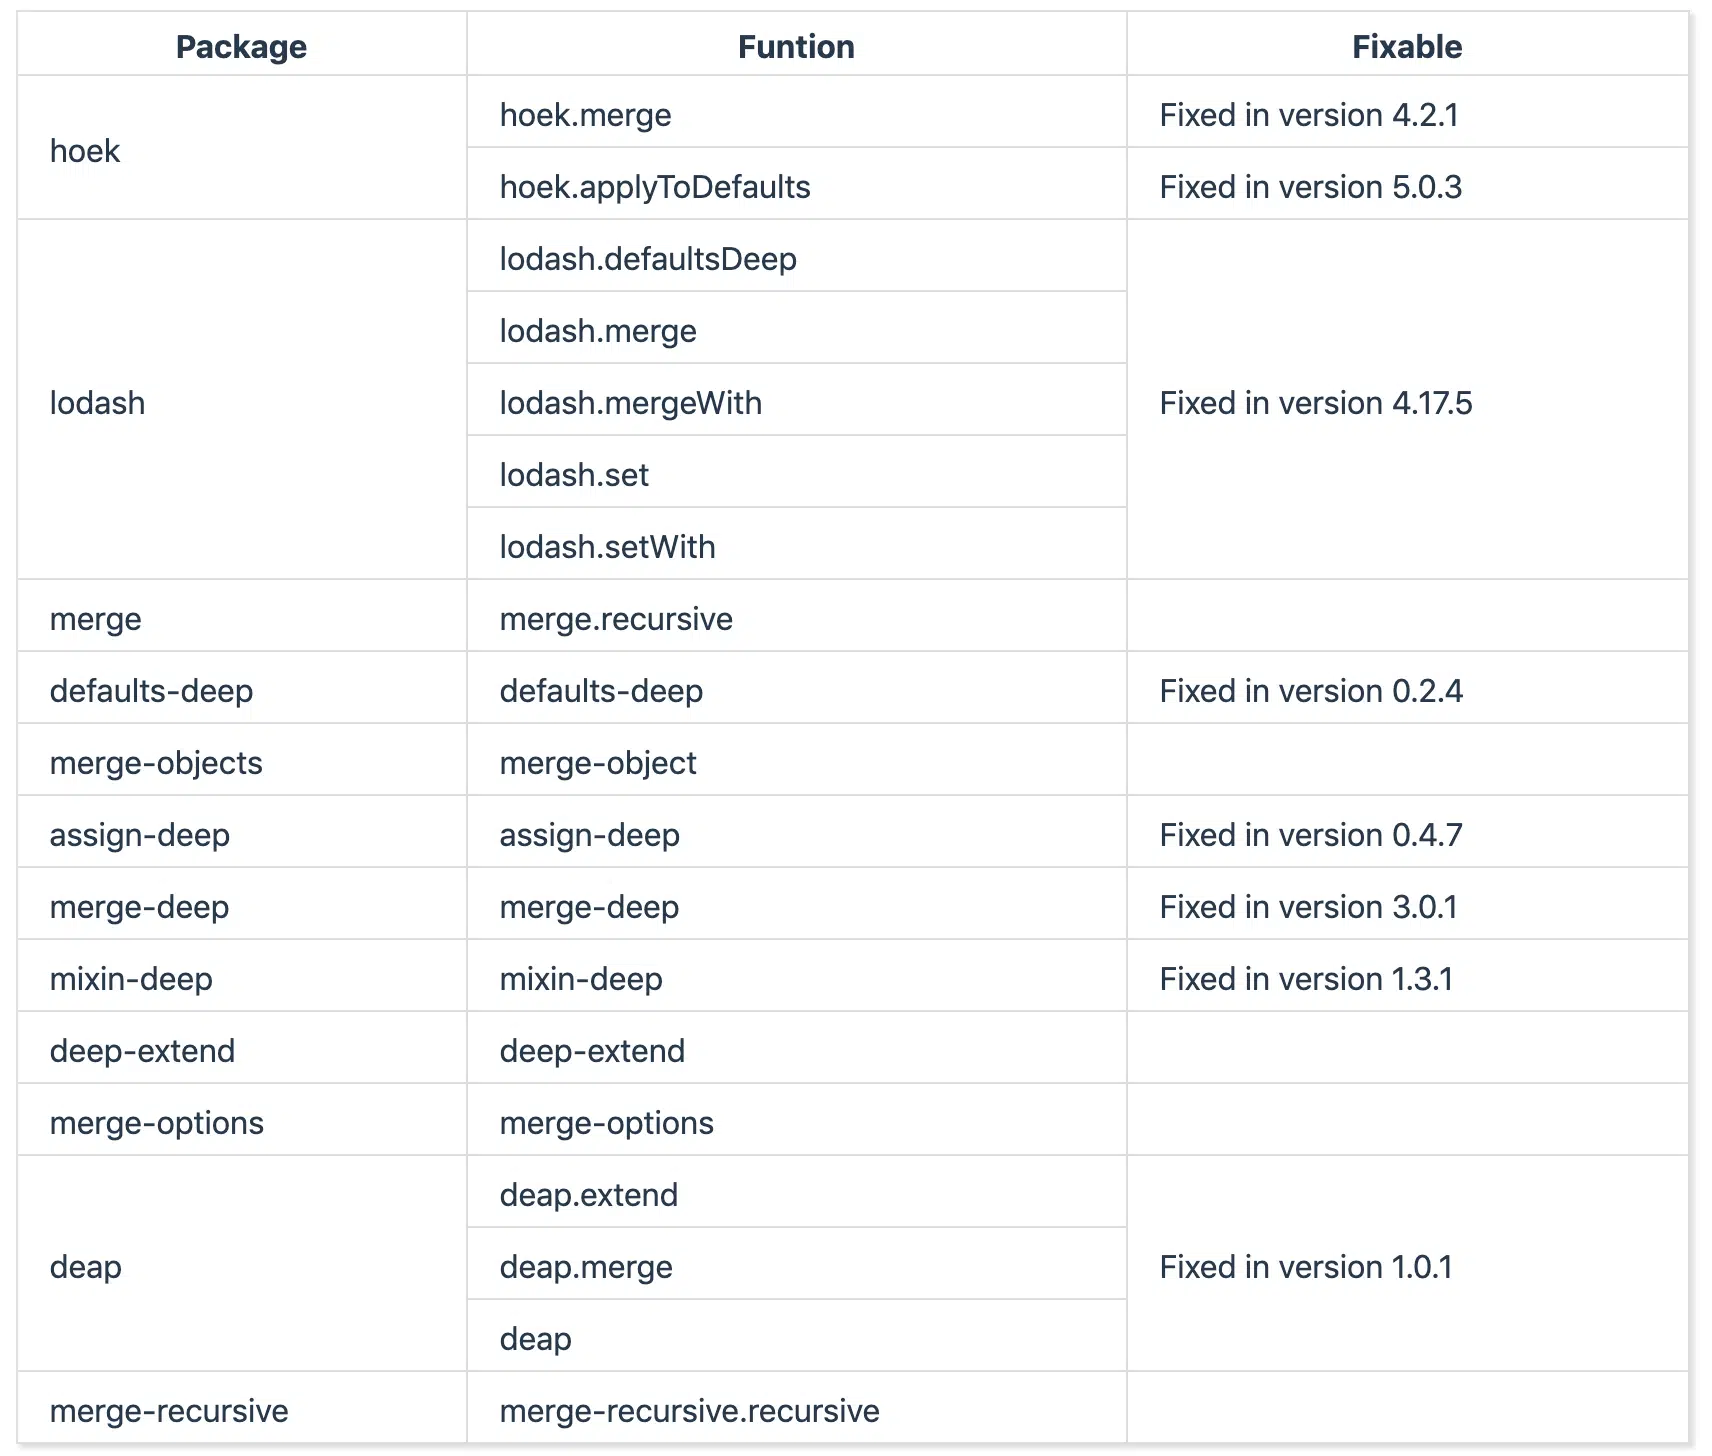 Package Funtion Fixable
hoek
hoek.merge Fixed in version 4.2.1
hoek.applyToDefaults Fixed in version 5.0.3
lodash
lodash.defaultsDeep
lodash.merge
lodash.mergeWith
lodash.set
lodash.setWith
Fixed in version 4.17.5
merge merge.recursive
defaults-deep defaults-deep Fixed in version 0.2.4
merge-objects merge-object
assign-deep assign-deep Fixed in version 0.4.7
merge-deep merge-deep Fixed in version 3.0.1
mixin-deep mixin-deep Fixed in version 1.3.1
deep-extend deep-extend
merge-options merge-options
deap
deap.extend
deap.merge
deap
Fixed in version 1.0.1
merge-recursive merge-recursive.recursive